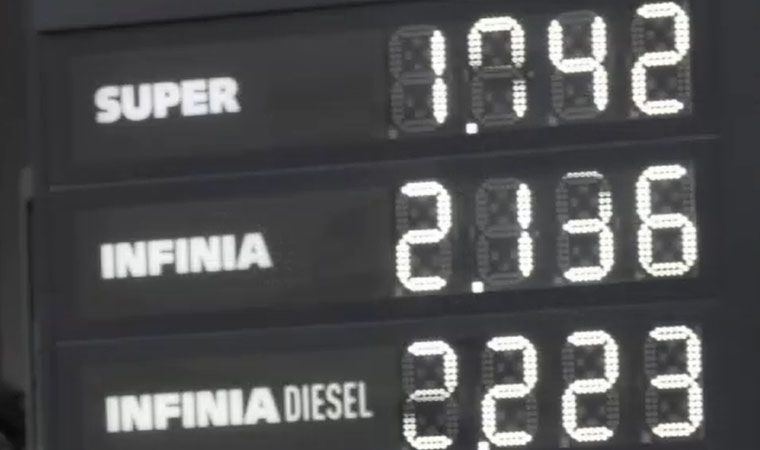 SUPER 1.742
INFINIA 2.136
INFINIA DIESEL 2.223